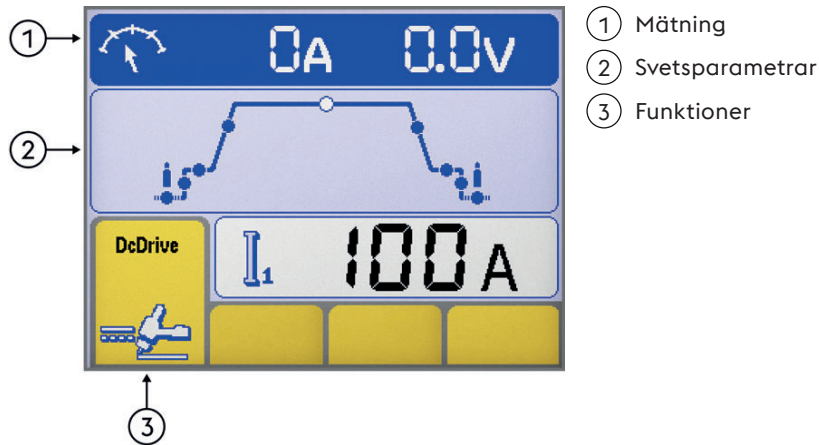 1 0A 0.0V
2
DcDrive
I1 100A
3
1 Mätning
2 Svetsparametrar
3 Funktioner